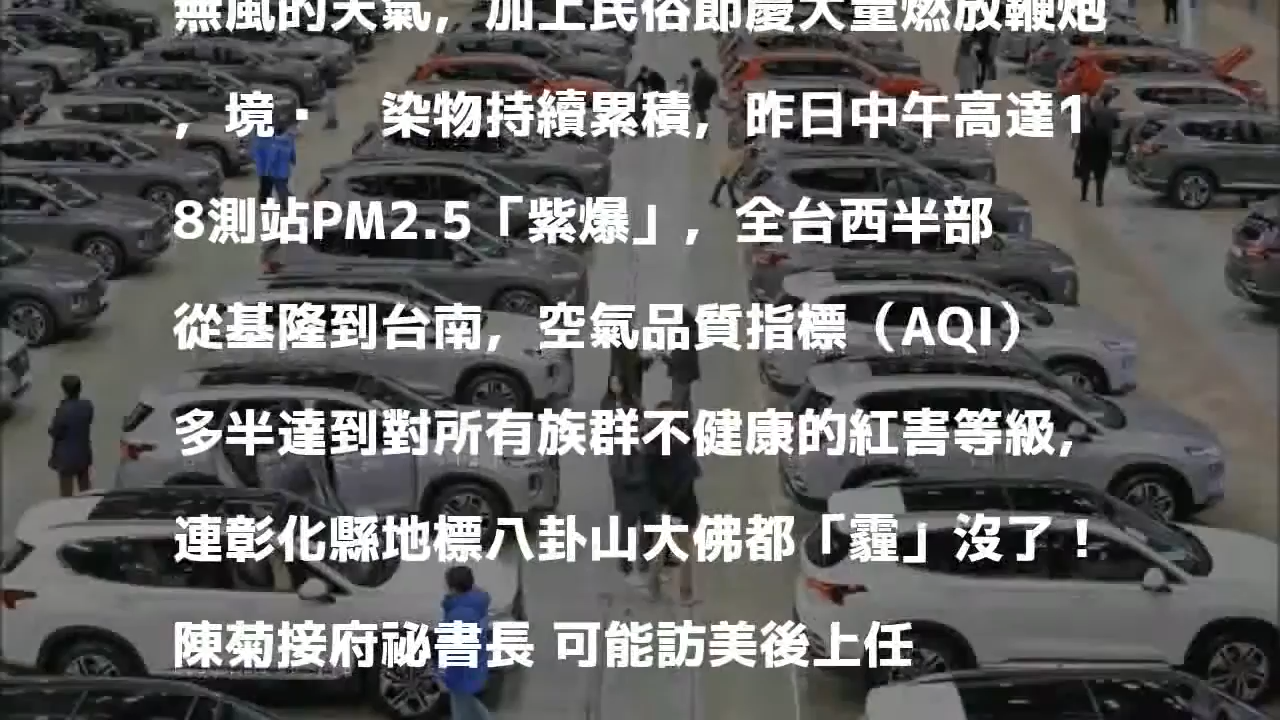 無風的天氣，加上民俗節慶大量燃放鞭炮
，境‧　染物持續累積，昨日中午高達1
8測站PM2.5「紫爆」，全台西半部
從基隆到台南，空氣品質指標（AQI）
多半達到對所有族群不健康的紅害等級，
連彰化縣地標八卦山大佛都「霾」沒了！
陳菊接府祕書長 可能訪美後上任